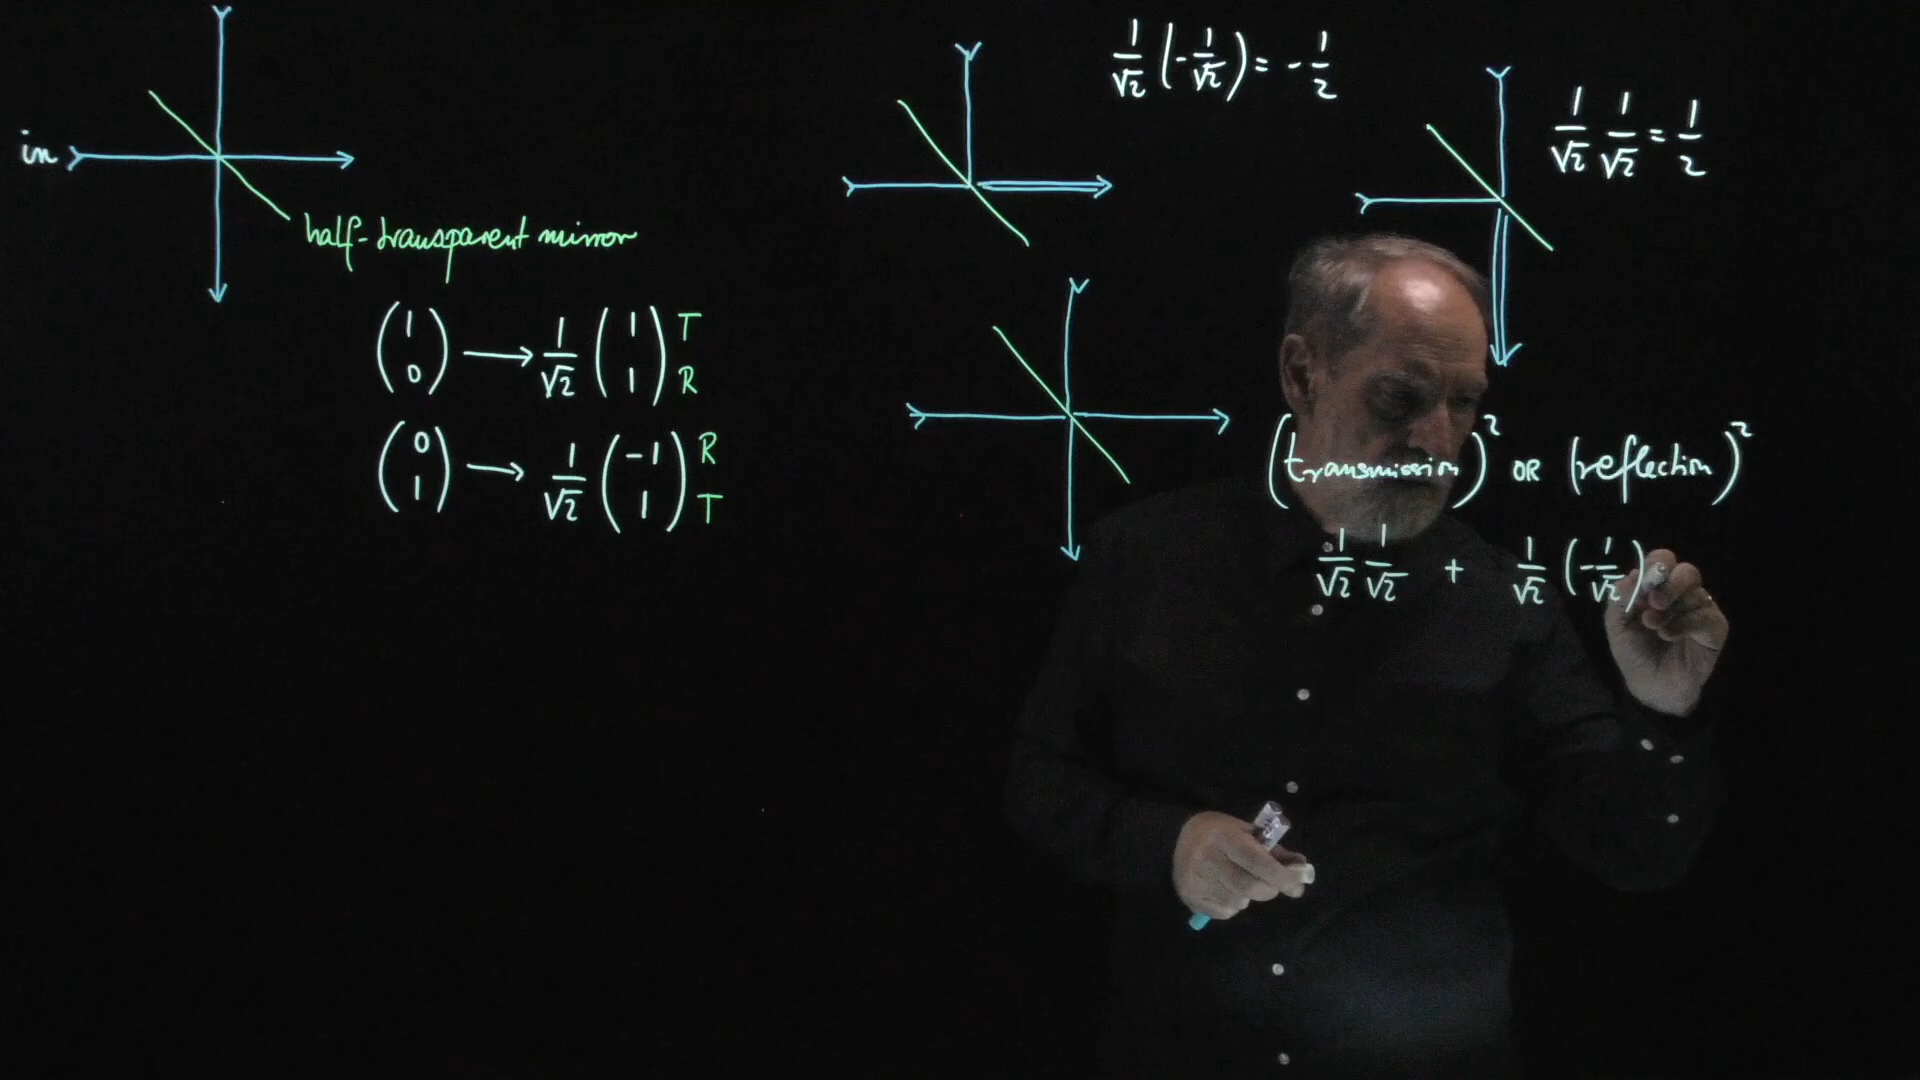 in
half-transparent mirror
(1 0) → 1/√2 (1 1) T R
(0 1) → 1/√2 (-1 1) R T
1/√2 (-1/√2) = -1/2
1/√2 1/√2 = 1/2
(transmission)² OR (reflection)²
1/√2 1/√2 + 1/√2 (-1/√2)